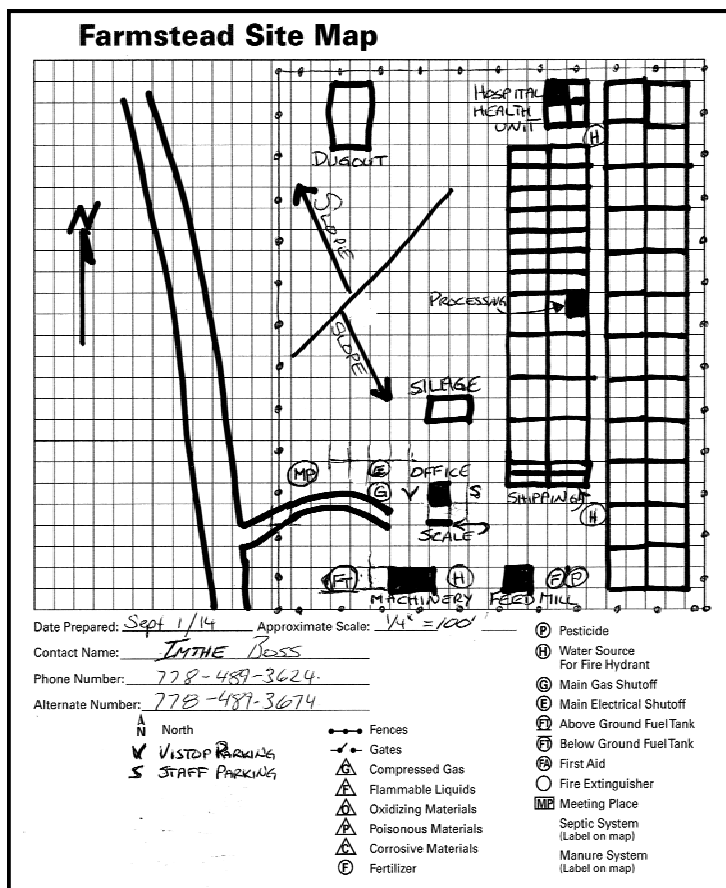 Farmstead Site Map
HOSPITAL
HEALTH
UNIT
H
DUGOUT
N
SLOPE
PROCESSING
SLOPE
SILAGE
MP
E
OFFICE
G
V
S
SHIPPING
H
SCALE
FT
H
F P
MACHINERY
FEED MILL
Date Prepared: Sept 1/14 Approximate Scale: 1/4" = 100'
Contact Name: IMTHE BOSS
Phone Number: 778-489-3624
Alternate Number: 778-489-3674
A
N North
V VISTOP PARKING
S STAFF PARKING
Fences
Gates
G Compressed Gas
F Flammable Liquids
O Oxidizing Materials
P Poisonous Materials
C Corrosive Materials
F Fertilizer
P Pesticide
H Water Source
For Fire Hydrant
G Main Gas Shutoff
E Main Electrical Shutoff
FT Above Ground Fuel Tank
FT Below Ground Fuel Tank
FA First Aid
Fire Extinguisher
MP Meeting Place
Septic System
(Label on map)
Manure System
(Label on map)